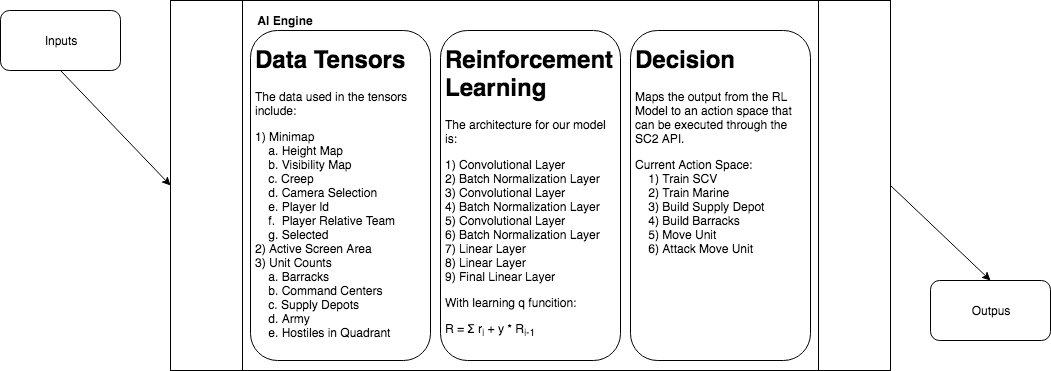 Inputs
AI Engine
Data Tensors
The data used in the tensors
include:
1) Minimap
a. Height Map
b. Visibility Map
c. Creep
d. Camera Selection
e. Player Id
f. Player Relative Team
g. Selected
2) Active Screen Area
3) Unit Counts
a. Barracks
b. Command Centers
c. Supply Depots
d. Army
e. Hostiles in Quadrant
Reinforcement
Learning
The architecture for our model
is:
1) Convolutional Layer
2) Batch Normalization Layer
3) Convolutional Layer
4) Batch Normalization Layer
5) Convolutional Layer
6) Batch Normalization Layer
7) Linear Layer
8) Linear Layer
9) Final Linear Layer
With learning q funcition:
R = Σ rᵢ + y * Rᵢ₋₁
Decision
Maps the output from the RL
Model to an action space that
can be executed through the
SC2 API.
Current Action Space:
1) Train SCV
2) Train Marine
3) Build Supply Depot
4) Build Barracks
5) Move Unit
6) Attack Move Unit
Outpus